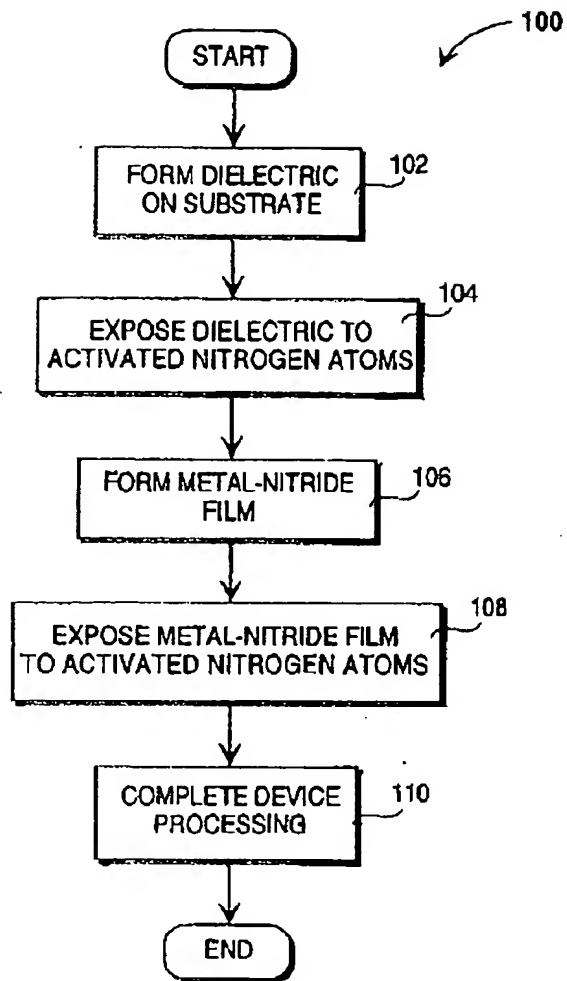 100
START
FORM DIELECTRIC
ON SUBSTRATE
102
EXPOSE DIELECTRIC TO
ACTIVATED NITROGEN ATOMS
104
FORM METAL-NITRIDE
FILM
106
EXPOSE METAL-NITRIDE FILM
TO ACTIVATED NITROGEN ATOMS
108
COMPLETE DEVICE
PROCESSING
110
END